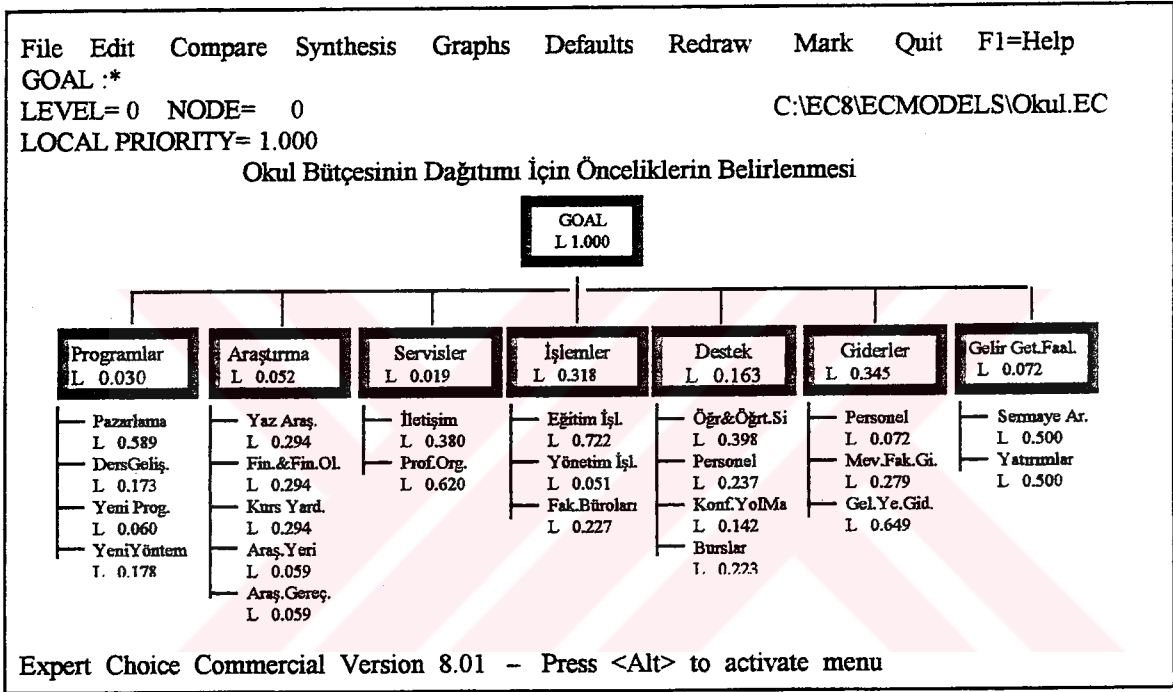 File Edit Compare Synthesis Graphs Defaults Redraw Mark Quit F1=Help
GOAL :*
LEVEL= 0 NODE= 0
C:\EC8\ECMODELS\Okul.EC
LOCAL PRIORITY= 1.000
Okul Bütçesinin Dağıtımı İçin Önceliklerin Belirlenmesi
GOAL
L 1.000
Programlar
L 0.030
Pazarlama
L 0.589
DersGeliş.
L 0.173
Yeni Prog.
L 0.060
YeniYöntem
L 0.178
Araştırma
L 0.052
Yaz Araş.
L 0.294
Fin.&Fin.Ol.
L 0.294
Kurs Yard.
L 0.294
Araş.Yeri
L 0.059
Araş.Gereç.
L 0.059
Servisler
L 0.019
İletişim
L 0.380
Prof.Org.
L 0.620
İşlemler
L 0.318
Eğitim İşl.
L 0.722
Yönetim İşl.
L 0.051
Fak.Büroları
L 0.227
Destek
L 0.163
Öğr&Öğrt.Si
L 0.398
Personel
L 0.237
Konf.YolMa
L 0.142
Burslar
L 0.223
Giderler
L 0.345
Personel
L 0.072
Mev.Fak.Gi.
L 0.279
Gel.Ye.Gid.
L 0.649
Gelir Get.Faal.
L 0.072
Sermaye Ar.
L 0.500
Yatırımlar
L 0.500
Expert Choice Commercial Version 8.01 – Press <Alt> to activate menu